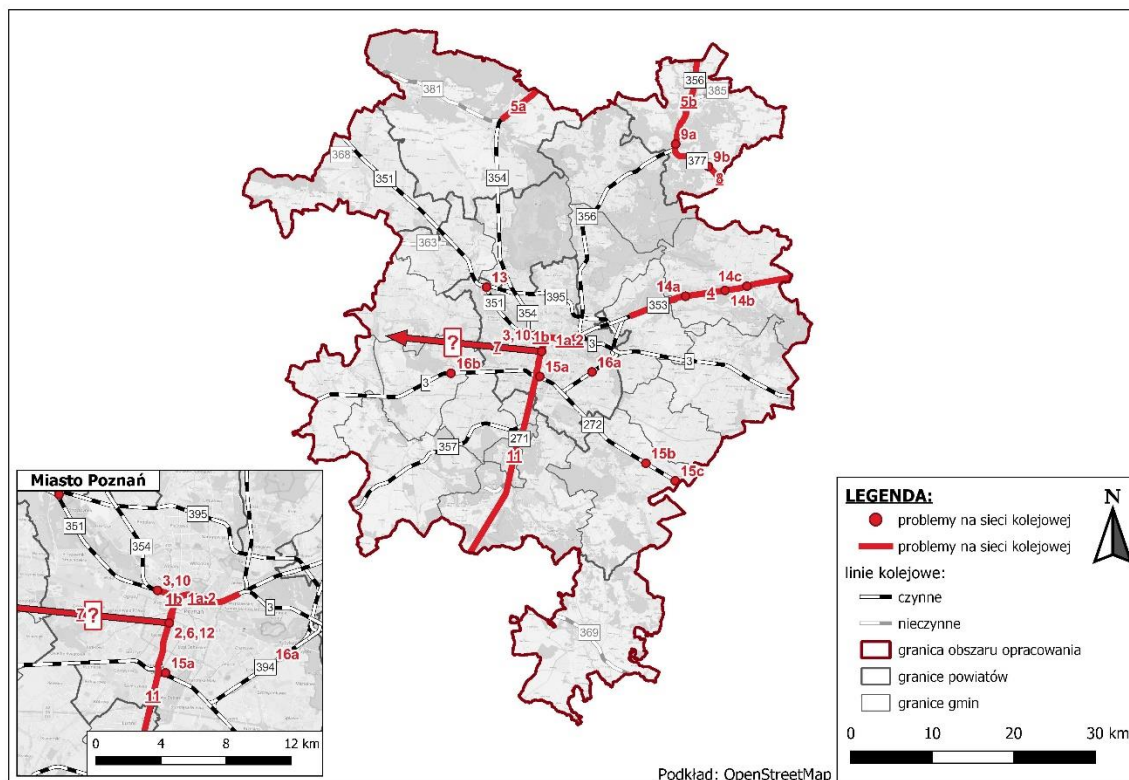 356
385
381
5a
5b
9a
377
9b
8
368
351
354
356
363
13
351
395
354
353
14a
4
14c
14b
3,10
1b
1a,2
?
7
3
3
16b
3
15a
16a
272
357
271
11
15b
15c
369
Miasto Poznań
351
395
354
3,10
1b
1a,2
3
7
?
2,6,12
15a
16a
394
11
0 4 8 12 km
LEGENDA:
N
problemy na sieci kolejowej
problemy na sieci kolejowej
linie kolejowe:
czynne
nieczynne
granica obszaru opracowania
granice powiatów
granice gmin
0 10 20 30 km
Podkład: OpenStreetMap